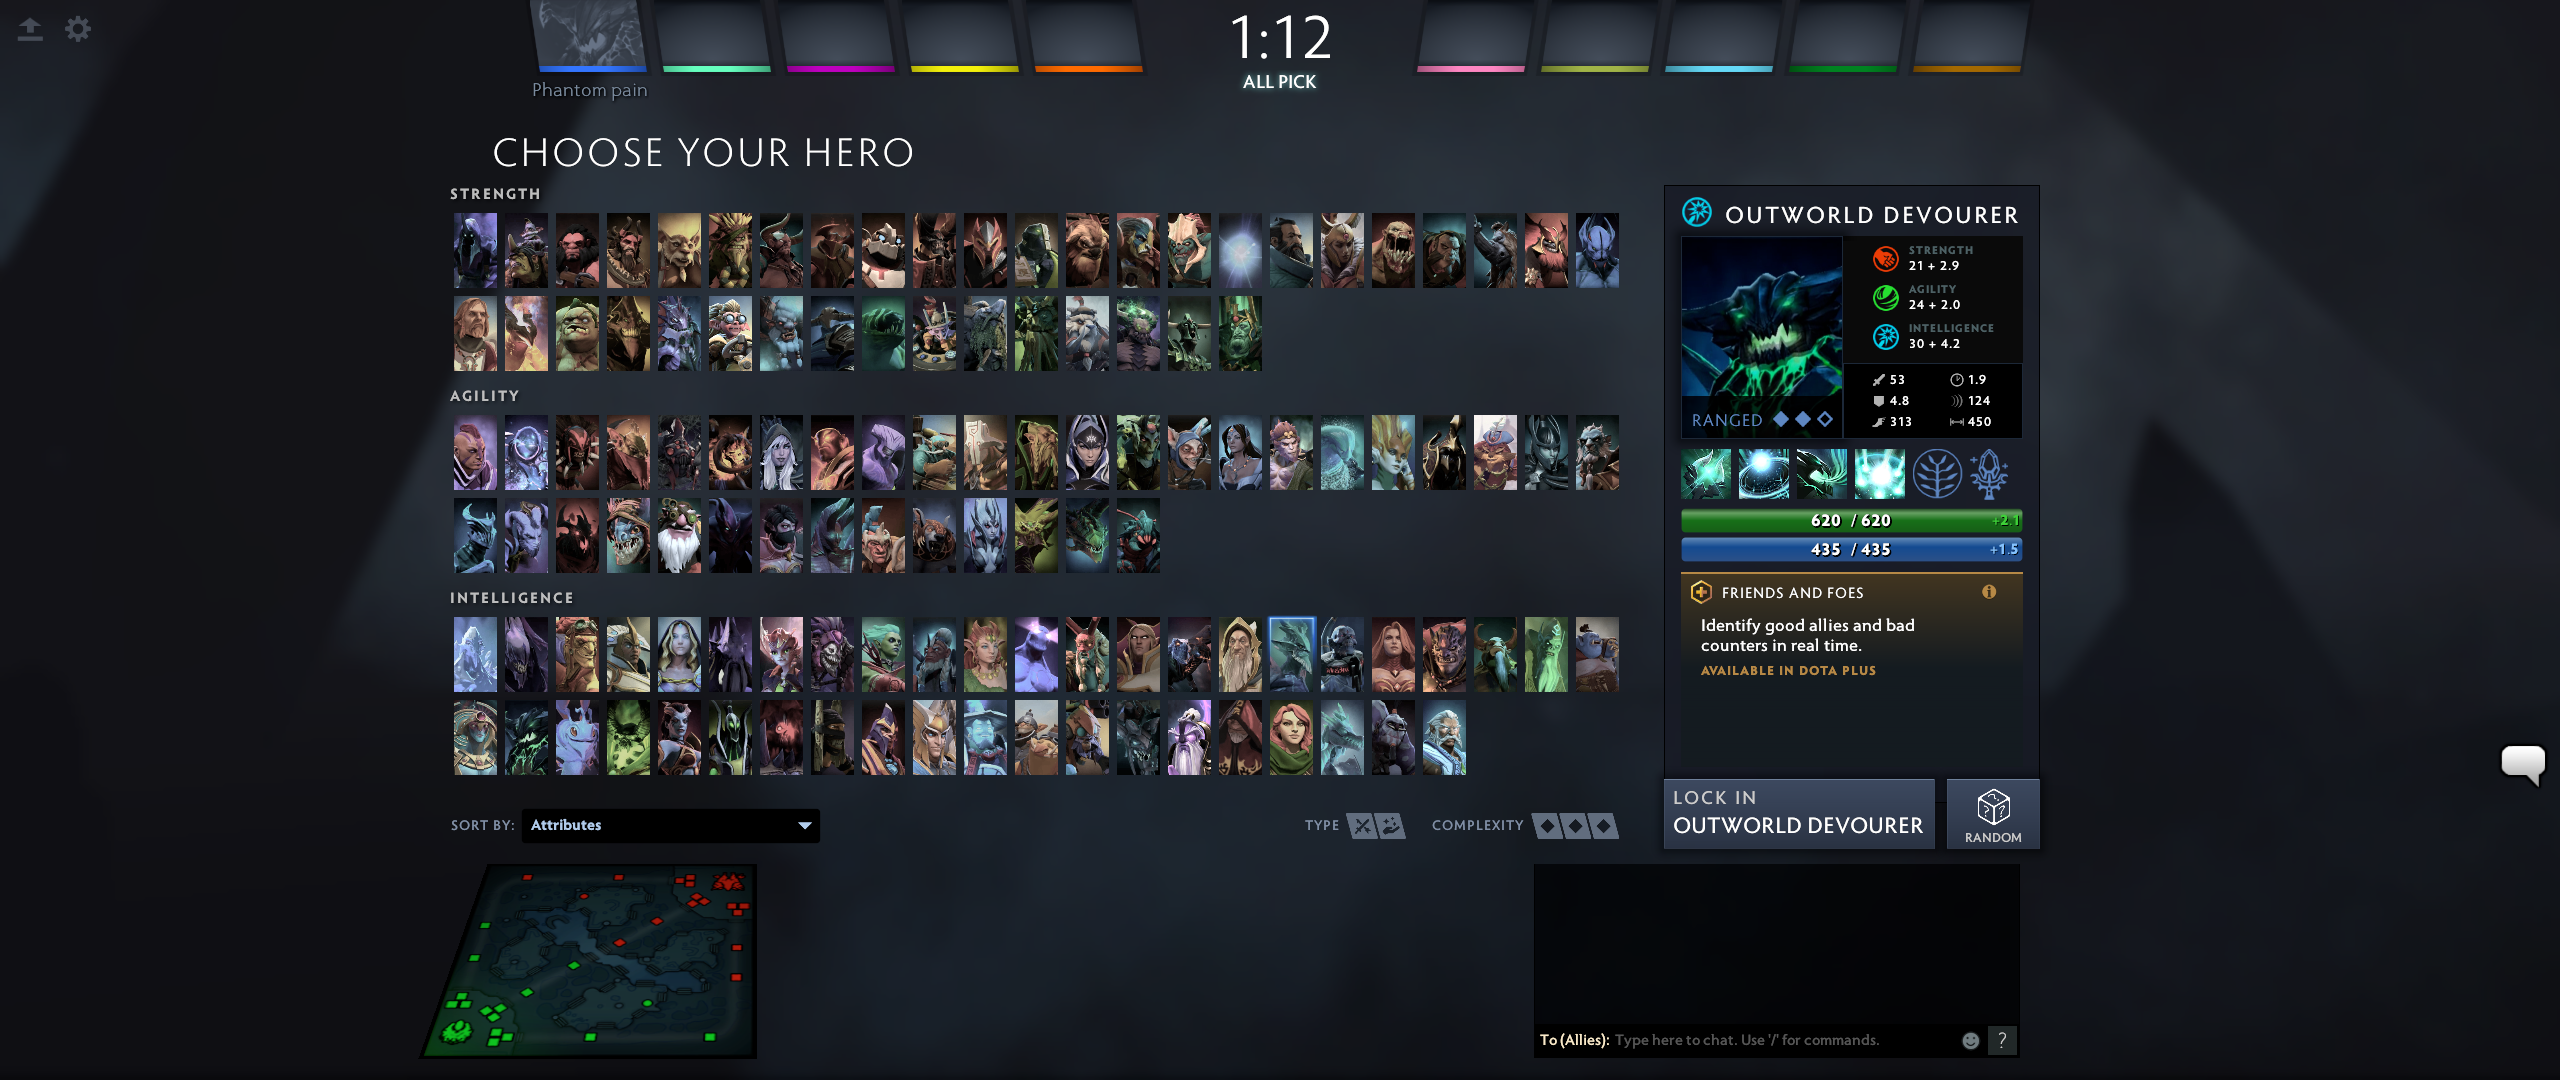 1:12
ALL PICK
Phantom pain
CHOOSE YOUR HERO
STRENGTH
AGILITY
INTELLIGENCE
SORT BY: Attributes
TYPE
COMPLEXITY
OUTWORLD DEVOURER
STRENGTH
21 + 2.9
AGILITY
24 + 2.0
INTELLIGENCE
30 + 4.2
53 1.9
4.8 124
313 450
RANGED
620 / 620 +2.1
435 / 435 +1.5
FRIENDS AND FOES
Identify good allies and bad
counters in real time.
AVAILABLE IN DOTA PLUS
LOCK IN
OUTWORLD DEVOURER
RANDOM
To (Allies): Type here to chat. Use '/' for commands. ?